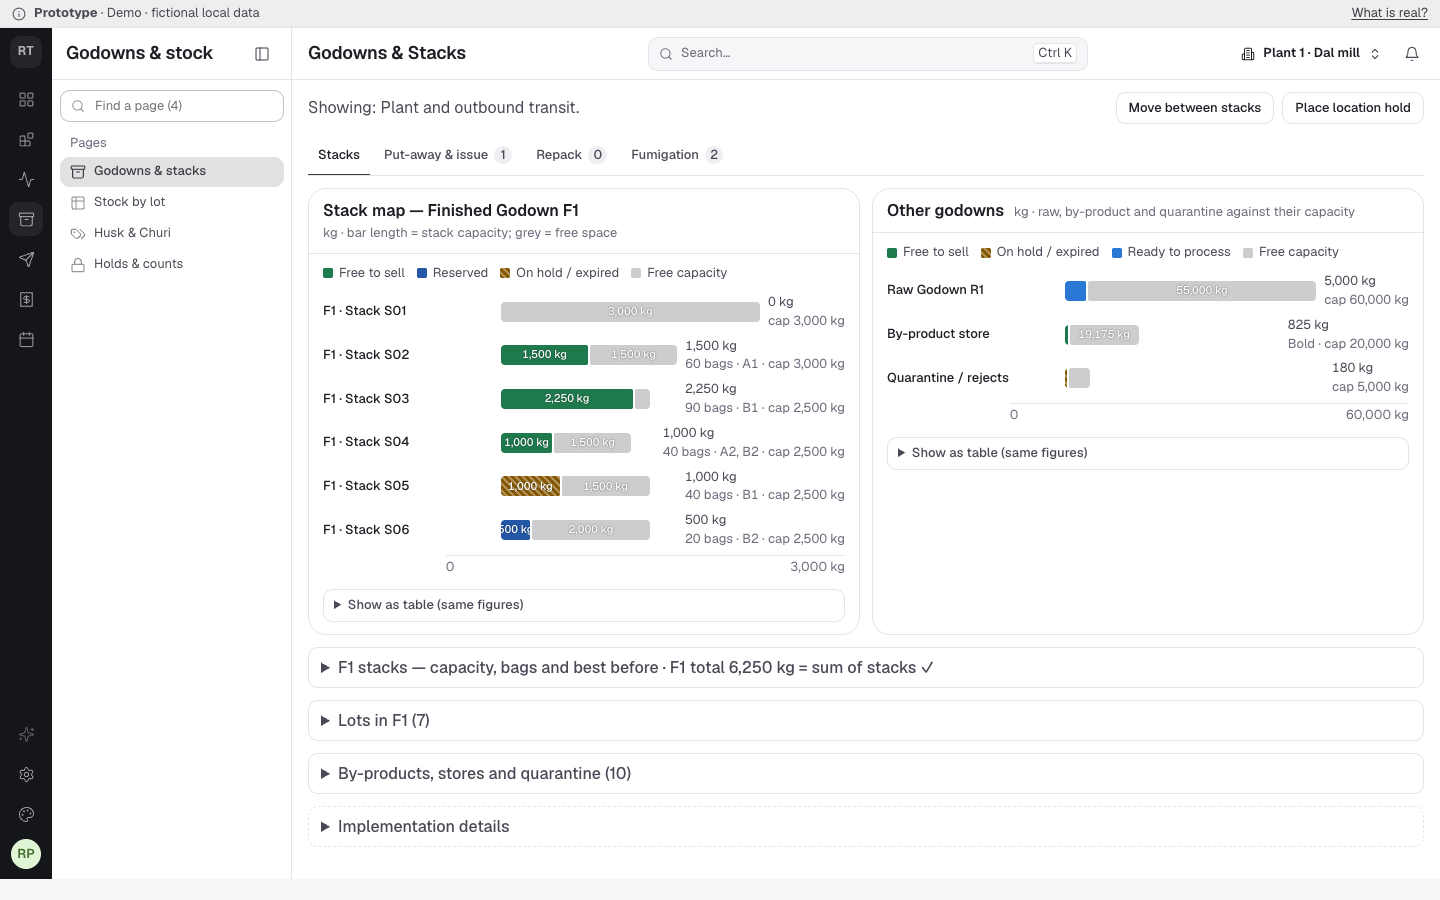 Prototype · Demo · fictional local data
What is real?
RT
Godowns & stock
Godowns & Stacks
Search...
Ctrl K
Plant 1 · Dal mill
Find a page (4)
Pages
Godowns & stacks
Stock by lot
Husk & Churi
Holds & counts
RP
Showing: Plant and outbound transit.
Move between stacks
Place location hold
Stacks
Put-away & issue 1
Repack 0
Fumigation 2
Stack map — Finished Godown F1
kg · bar length = stack capacity; grey = free space
Free to sell
Reserved
On hold / expired
Free capacity
F1 · Stack S01
3,000 kg
0 kg
cap 3,000 kg
F1 · Stack S02
1,500 kg
1,500 kg
1,500 kg
60 bags · A1 · cap 3,000 kg
F1 · Stack S03
2,250 kg
2,250 kg
90 bags · B1 · cap 2,500 kg
F1 · Stack S04
1,000 kg
1,500 kg
1,000 kg
40 bags · A2, B2 · cap 2,500 kg
F1 · Stack S05
1,000 kg
1,500 kg
1,000 kg
40 bags · B1 · cap 2,500 kg
F1 · Stack S06
500 kg
2,000 kg
500 kg
20 bags · B2 · cap 2,500 kg
0
3,000 kg
Show as table (same figures)
Other godowns
kg · raw, by-product and quarantine against their capacity
Free to sell
On hold / expired
Ready to process
Free capacity
Raw Godown R1
55,000 kg
5,000 kg
cap 60,000 kg
By-product store
19,175 kg
825 kg
Bold · cap 20,000 kg
Quarantine / rejects
180 kg
cap 5,000 kg
0
60,000 kg
Show as table (same figures)
F1 stacks — capacity, bags and best before · F1 total 6,250 kg = sum of stacks ✓
Lots in F1 (7)
By-products, stores and quarantine (10)
Implementation details